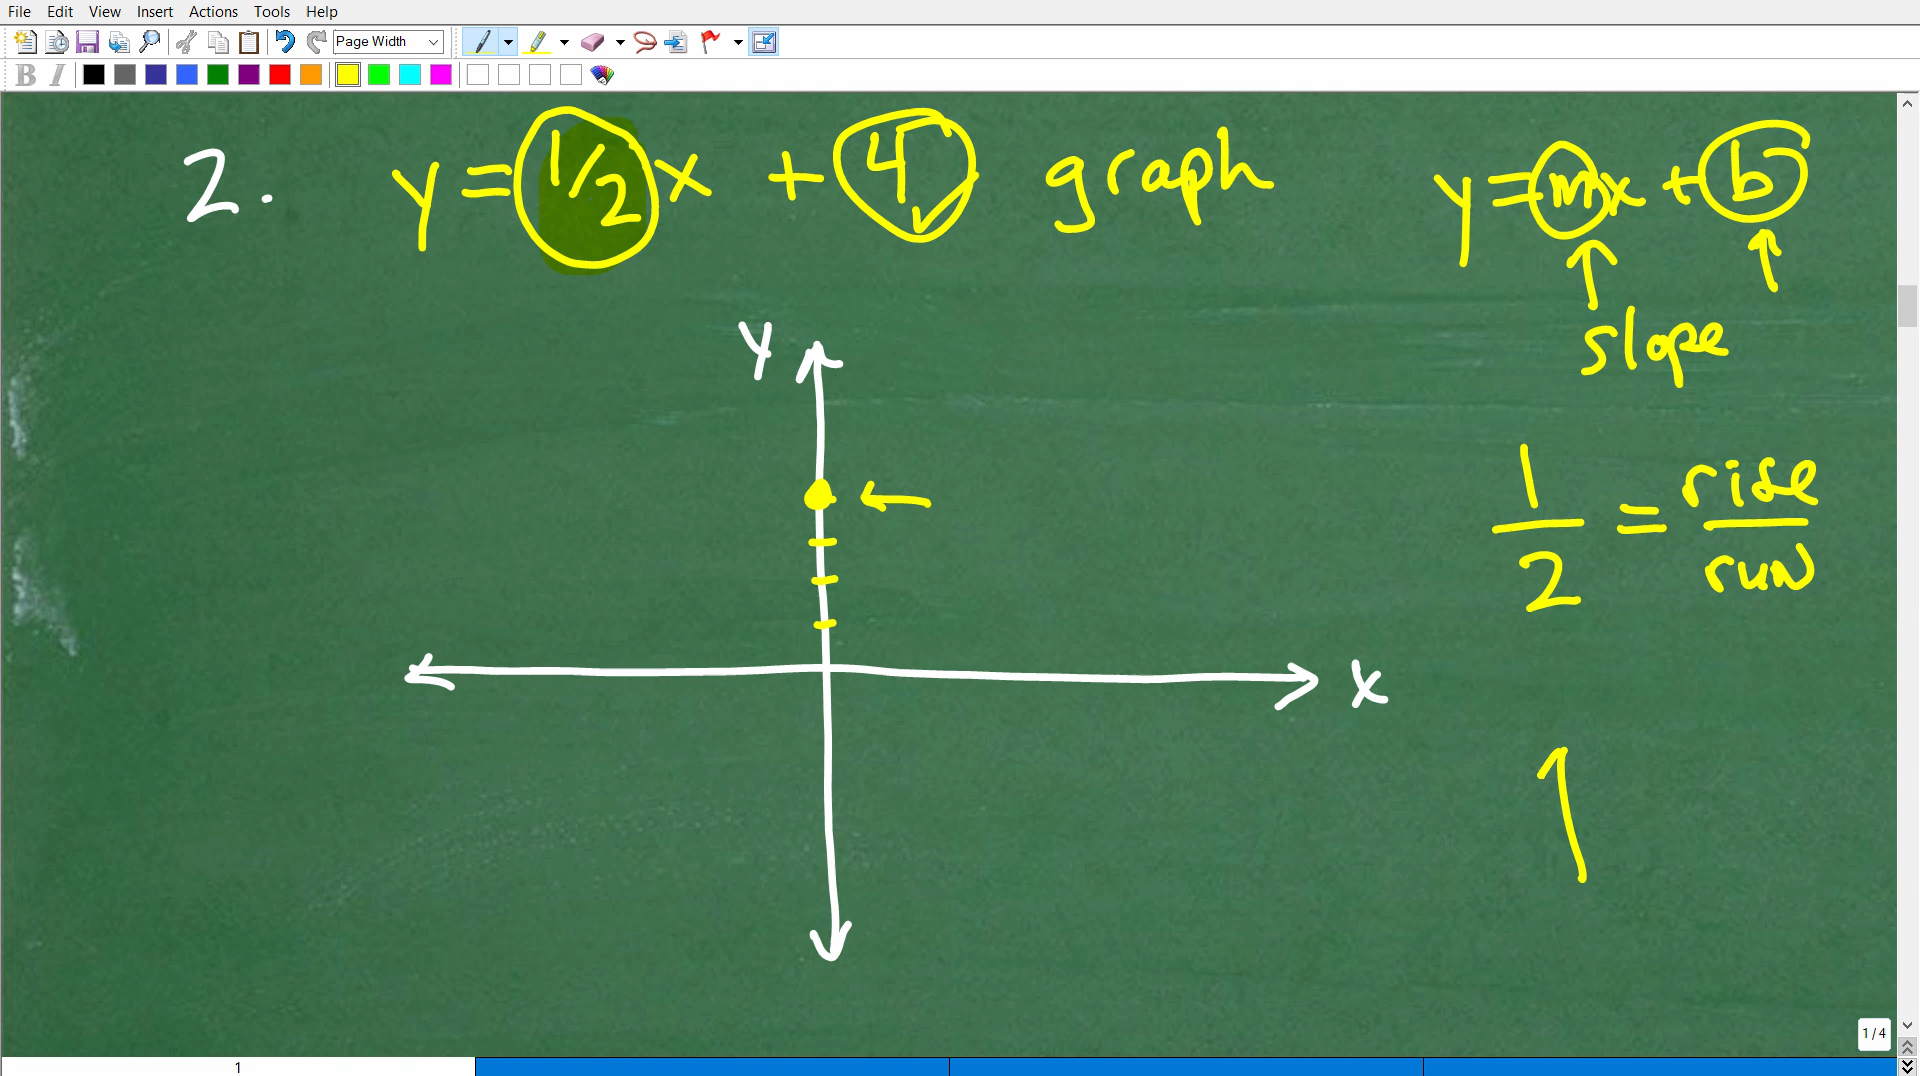 File Edit View Insert Actions Tools Help
Page Width
B I
2. y = 1/2 x + 4 graph
y = mx + b
slope
y
1/2 = rise/run
x
1/4
1